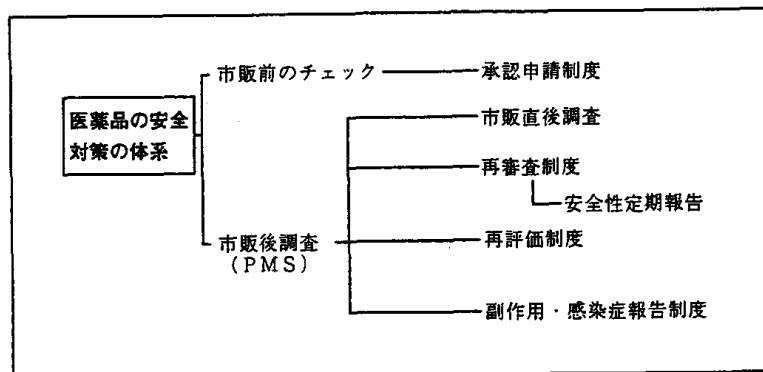 市販前のチェック
承認申請制度
医薬品の安全
対策の体系
市販直後調査
再審査制度
安全性定期報告
市販後調査
（PMS）
再評価制度
副作用・感染症報告制度